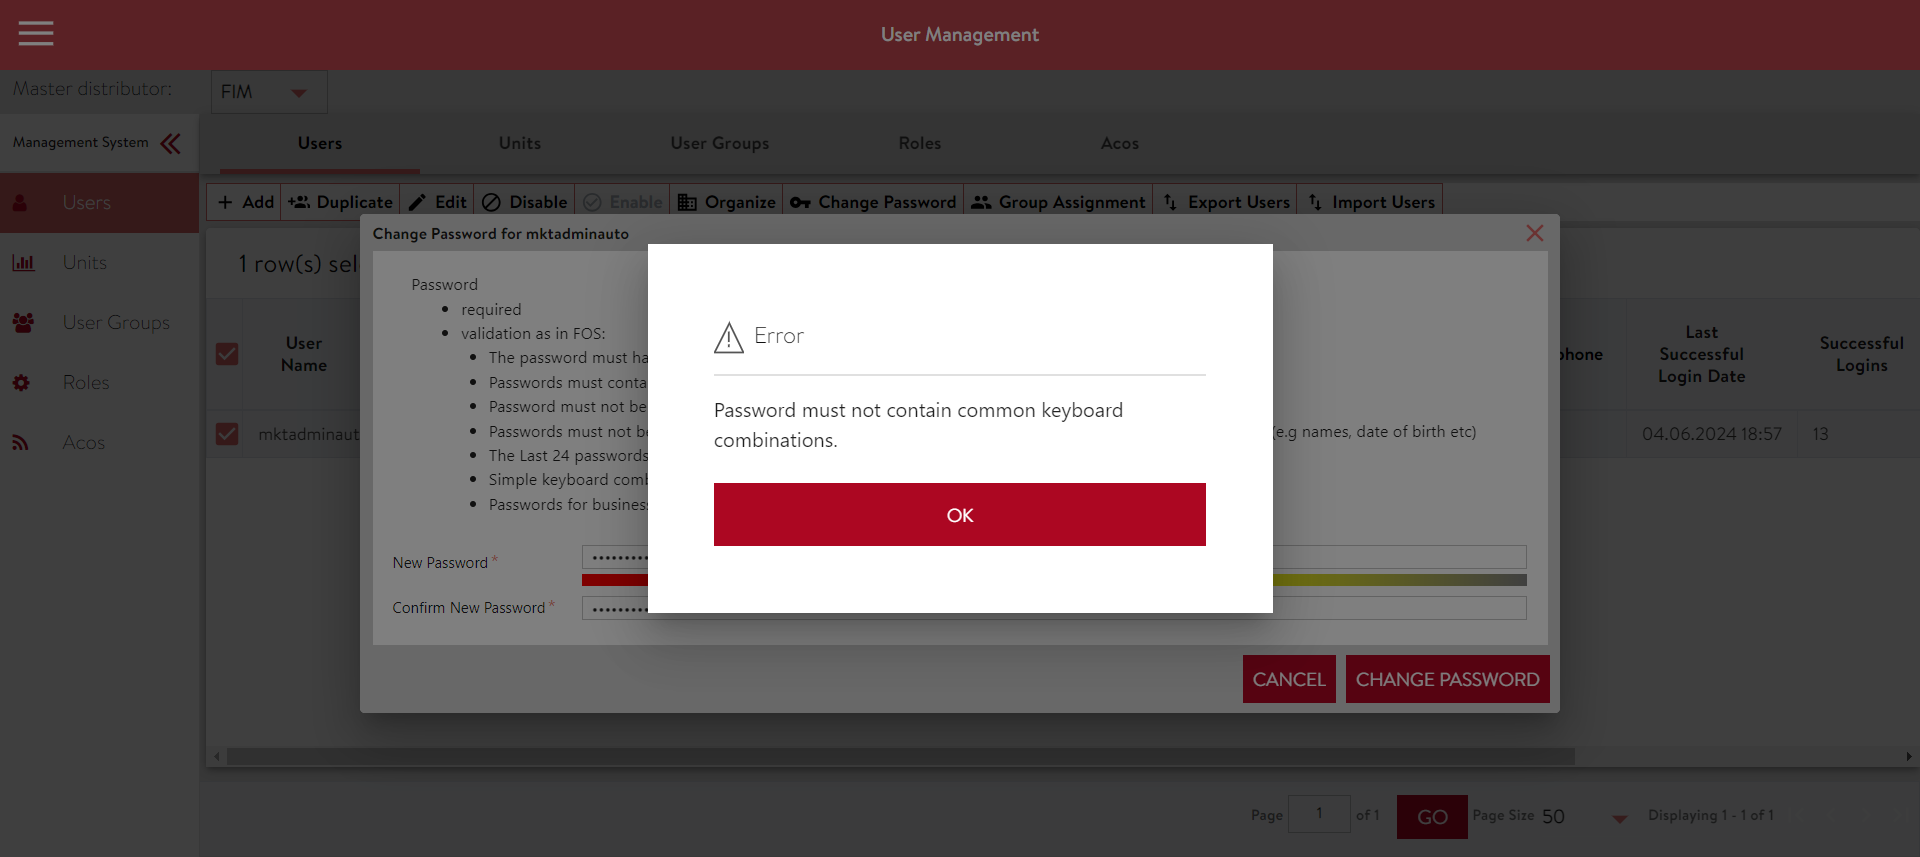 User Management
Master distributor:
FIM
Management System
Users
Units
User Groups
Roles
Acos
Users
Units
User Groups
Roles
Acos
Add
Duplicate
Edit
Disable
Enable
Organize
Change Password
Group Assignment
Export Users
Import Users
1 row(s)
User
Name
Last
Successful
Login Date
Successful
Logins
mktadminaut
04.06.2024 18:57
13
Change Password for mktadminauto
Password
required
validation as in FOS:
The password must ha
Passwords must conta
Password must not be
Passwords must not be
(e.g names, date of birth etc)
The Last 24 passwords
Simple keyboard comb
Passwords for business
New Password *
Confirm New Password *
CANCEL
CHANGE PASSWORD
Error
Password must not contain common keyboard
combinations.
OK
Page
1
of 1
GO
Page Size
50
Displaying 1 - 1 of 1